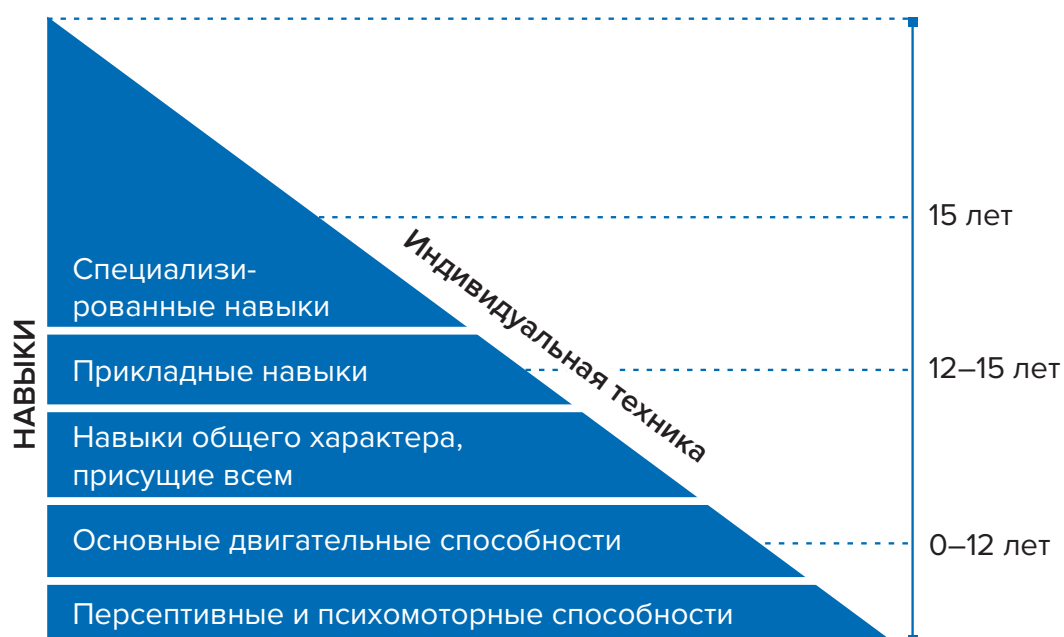 15 лет
Индивидуальная техника
Специализи-
рованные навыки
НАВЫКИ
Прикладные навыки
12–15 лет
Навыки общего характера,
присущие всем
Основные двигательные способности
0–12 лет
Персептивные и психомоторные способности